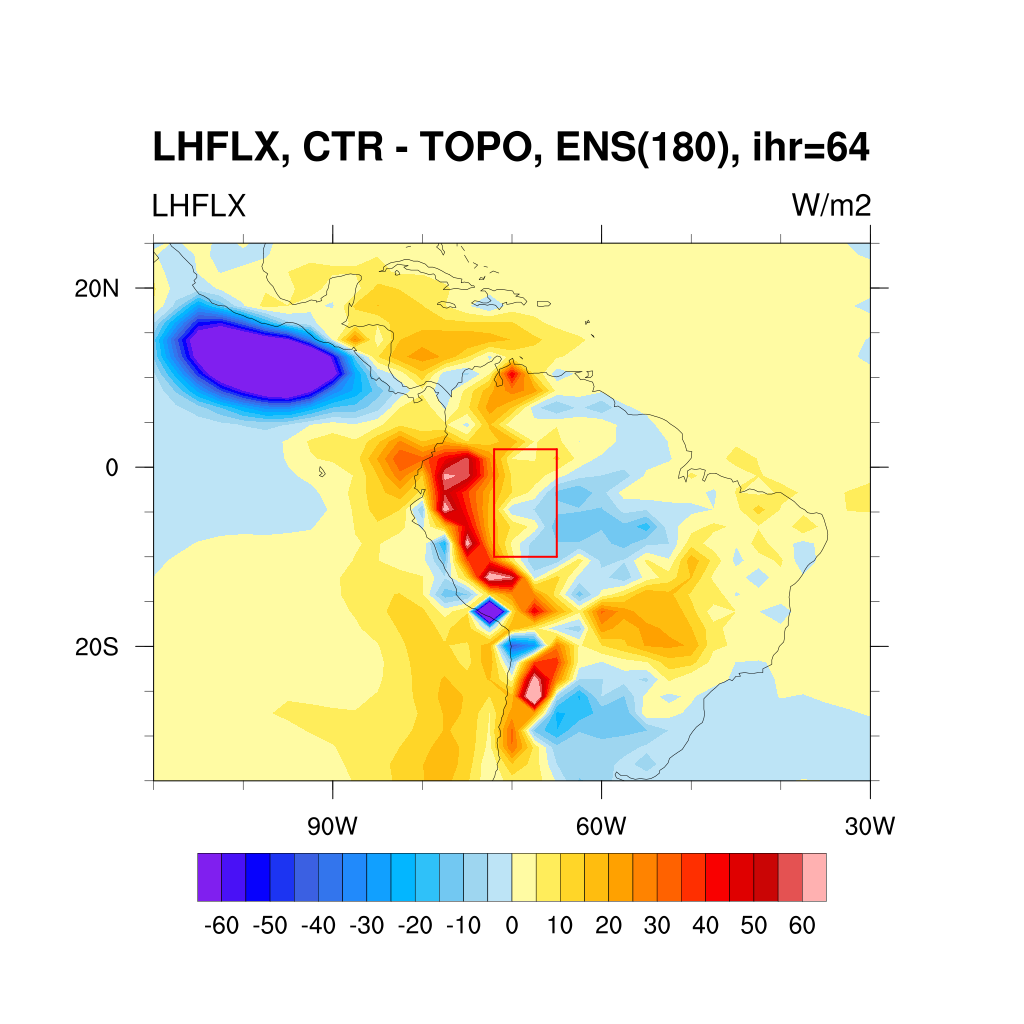 LHFLX, CTR - TOPO, ENS(180), ihr=64
LHFLX W/m2
20N
0
20S
90W 60W 30W
-60 -50 -40 -30 -20 -10 0 10 20 30 40 50 60